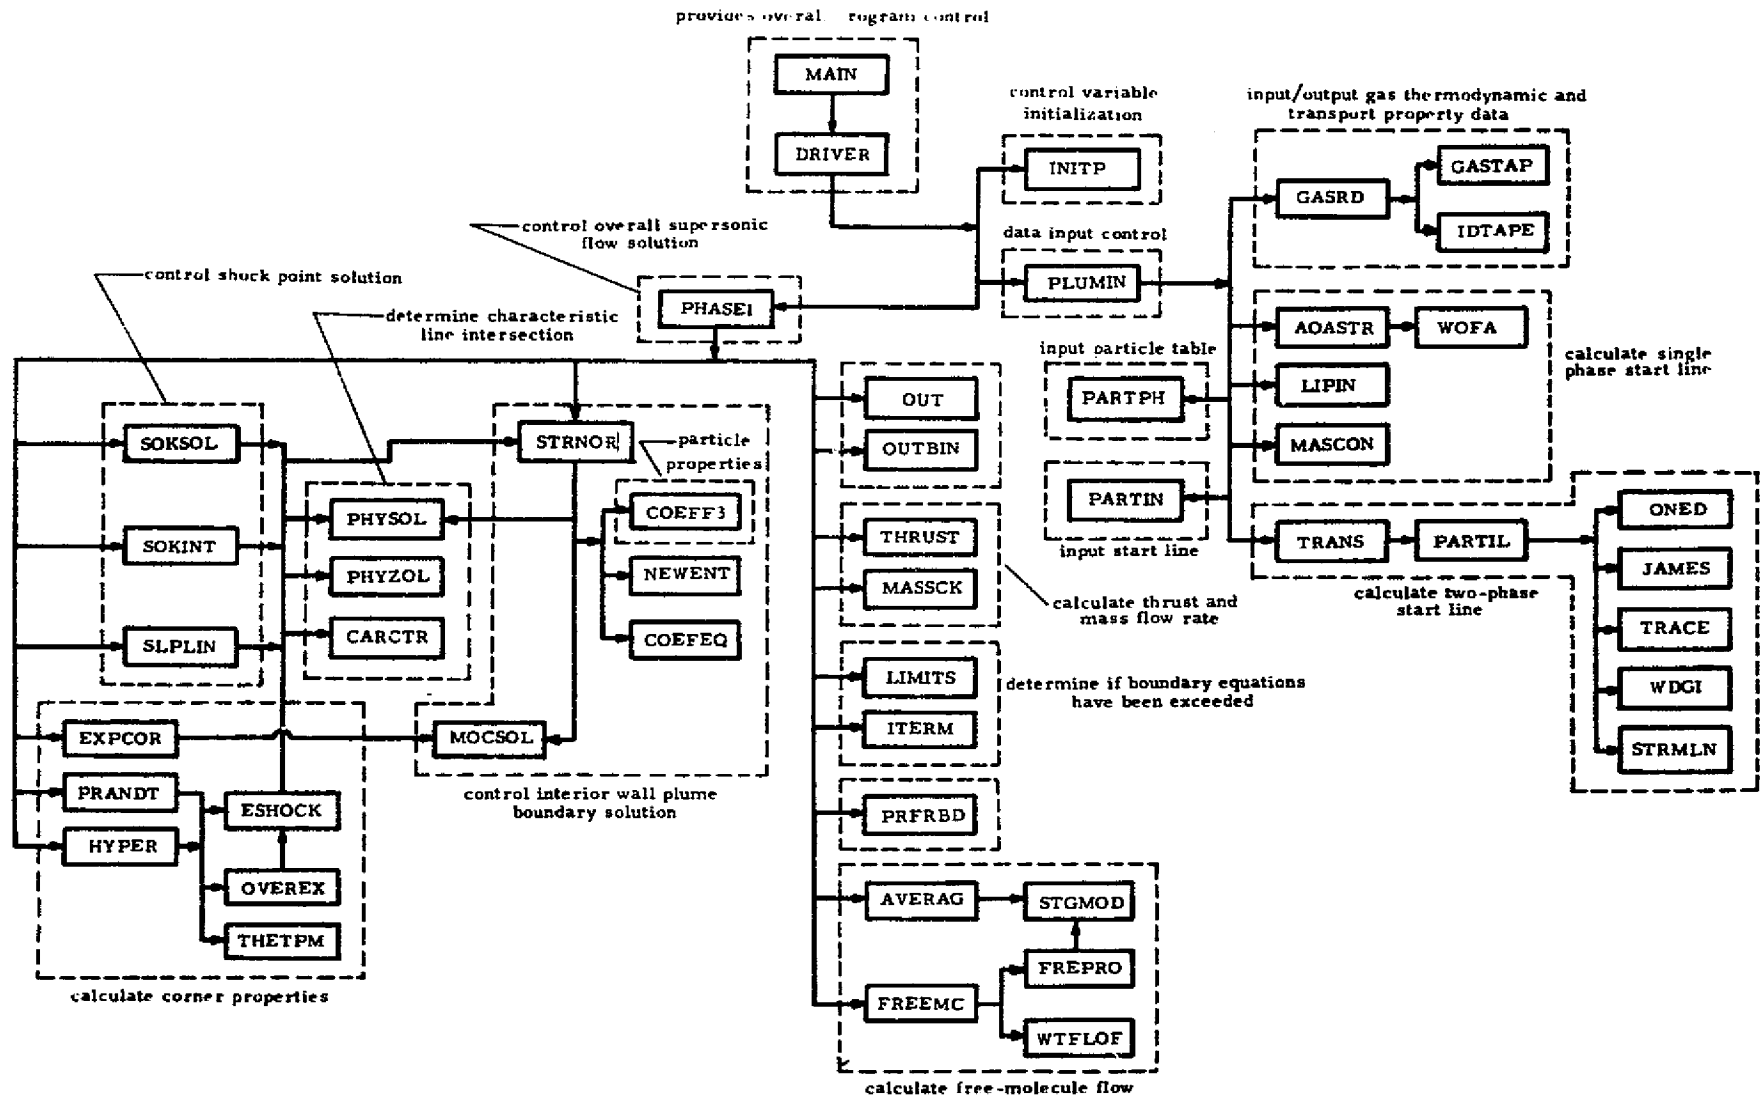 provides overall program control
MAIN
DRIVER
control variable
initialization
INITP
input/output gas thermodynamic and
transport property data
GASRD
GASTAP
IDTAPE
control overall supersonic
flow solution
data input control
PLUMIN
control shock point solution
PHASE1
determine characteristic
line intersection
AOASTR
WOFA
LIPIN
MASCON
calculate single
phase start line
input particle table
PARTPH
PARTIN
input start line
TRANS
PARTIL
calculate two-phase
start line
ONED
JAMES
TRACE
WDGI
STRMLN
SOKSOL
SOKINT
SLPLIN
PHYSOL
PHYZOL
CARCTR
STRNOR
particle
properties
COEFF3
NEWENT
COEFEQ
MOCSOL
control interior wall plume
boundary solution
EXPCOR
PRANDT
HYPER
ESHOCK
OVEREX
THETPM
calculate corner properties
OUT
OUTBIN
THRUST
MASSCK
calculate thrust and
mass flow rate
LIMITS
ITERM
determine if boundary equations
have been exceeded
PRFRBD
AVERAG
STGMOD
FREPRO
FREEMC
WTFLOF
calculate free-molecule flow